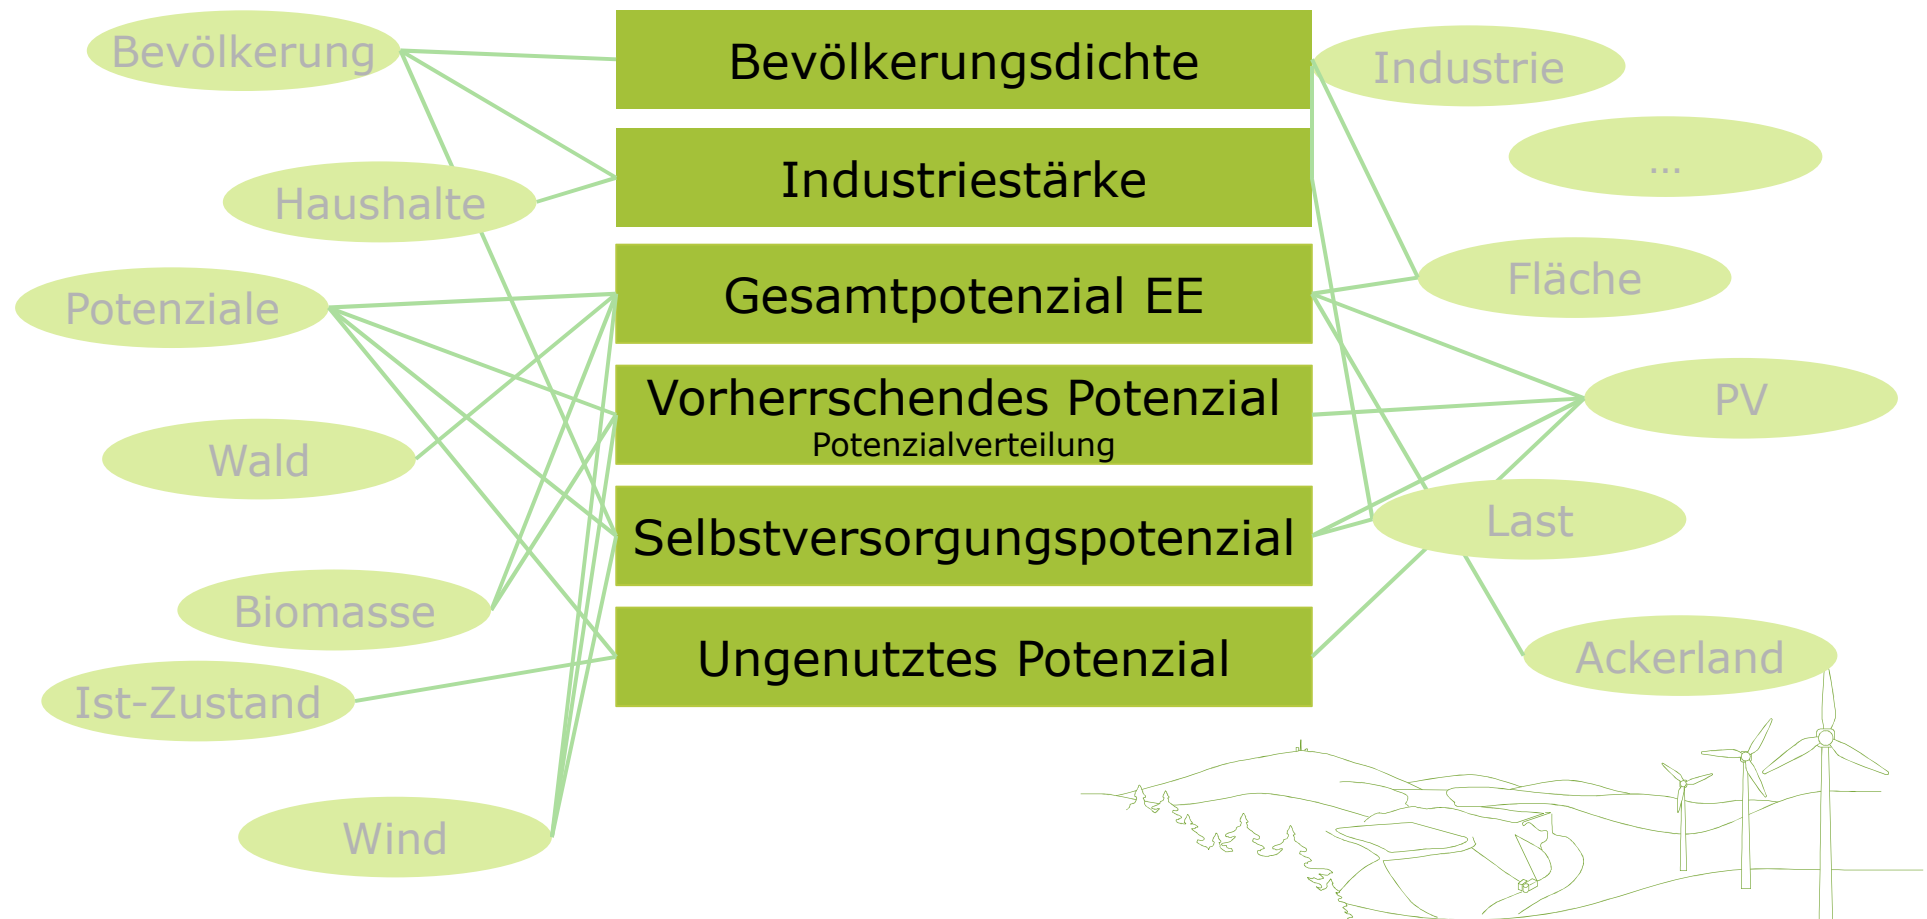 Bevölkerung
Haushalte
Potenziale
Wald
Biomasse
Ist-Zustand
Wind
Bevölkerungsdichte
Industriestärke
Gesamtpotenzial EE
Vorherrschendes Potenzial
Potenzialverteilung
Selbstversorgungspotenzial
Ungenutztes Potenzial
Industrie
...
Fläche
PV
Last
Ackerland